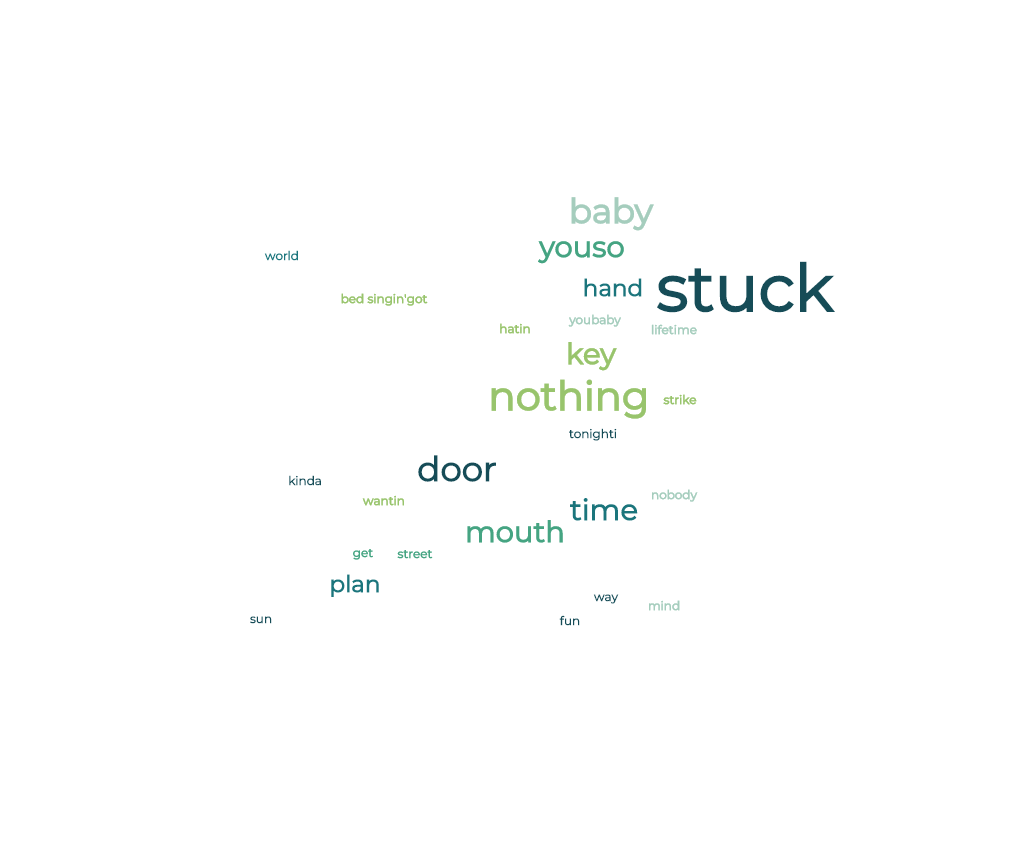 baby
youso
world
stuck
hand
bed singin'got
youbaby
hatin
lifetime
key
nothing
strike
tonighti
door
kinda
nobody
wantin
time
mouth
get
street
plan
way
mind
sun
fun